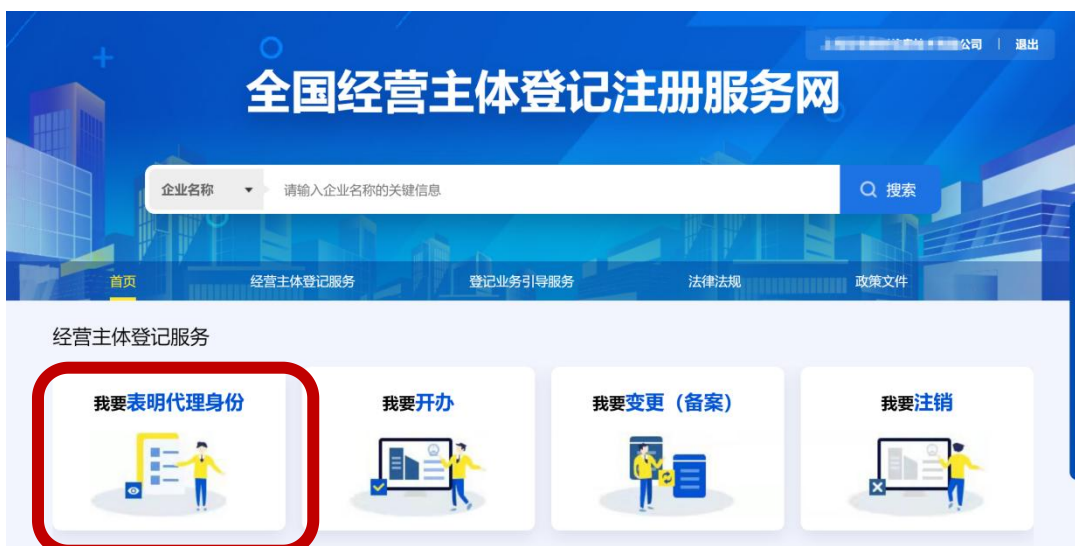 公司 | 退出
全国经营主体登记注册服务网
企业名称 请输入企业名称的关键信息 搜索
首页 经营主体登记服务 登记业务引导服务 法律法规 政策文件
经营主体登记服务
我要表明代理身份 我要开办 我要变更（备案） 我要注销